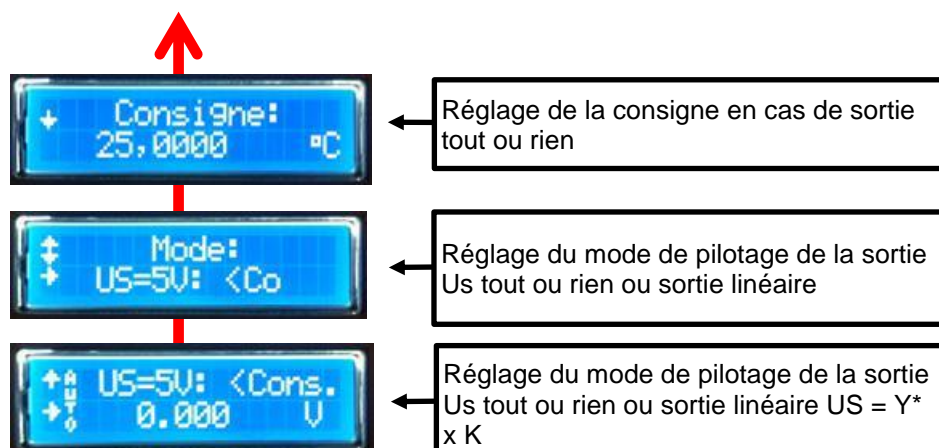 Consigne:
25,0000 °C
Réglage de la consigne en cas de sortie
tout ou rien
Mode:
US=5V: <Co
Réglage du mode de pilotage de la sortie
Us tout ou rien ou sortie linéaire
AUTO
US=5V: <Cons.
0.000 V
Réglage du mode de pilotage de la sortie
Us tout ou rien ou sortie linéaire US = Y*
x K